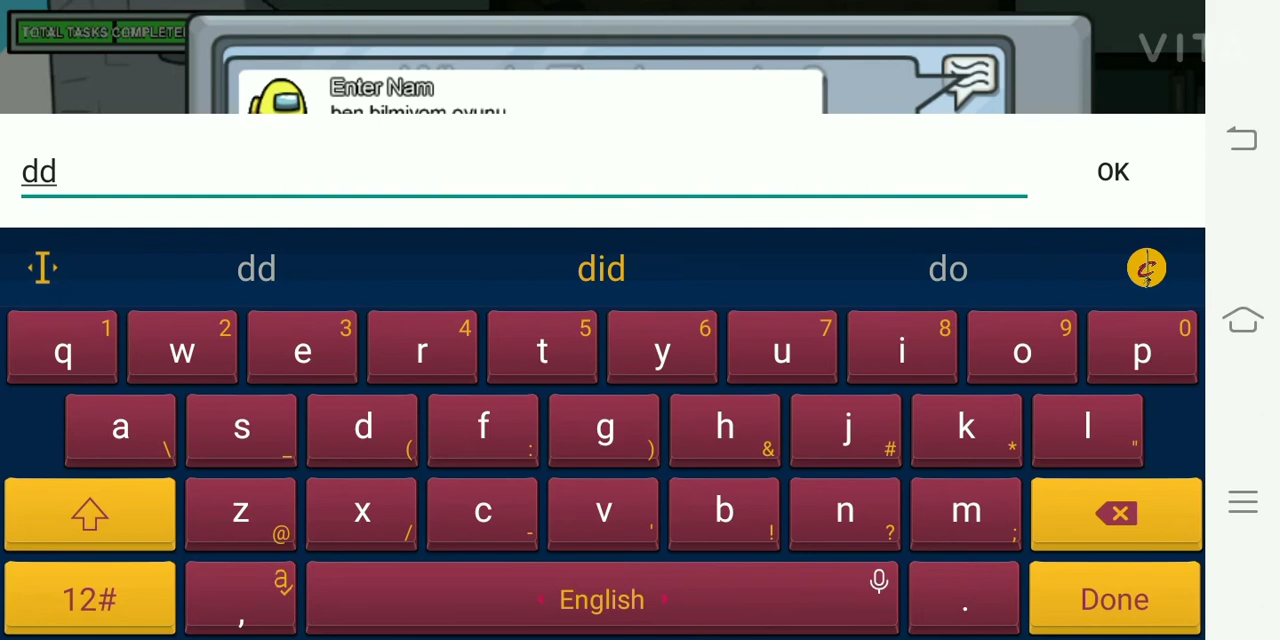 TOTAL TASKS COMPLETE
Enter Nam
ben bilmiyom oyunu
dd
OK
dd did do
1 2 3 4 5 6 7 8 9 0
q w e r t y u i o p
a s d f g h j k l
\ _ ( : ) & # * "
z x c v b n m
@ / - ' ! ? ;
12# , English . Done